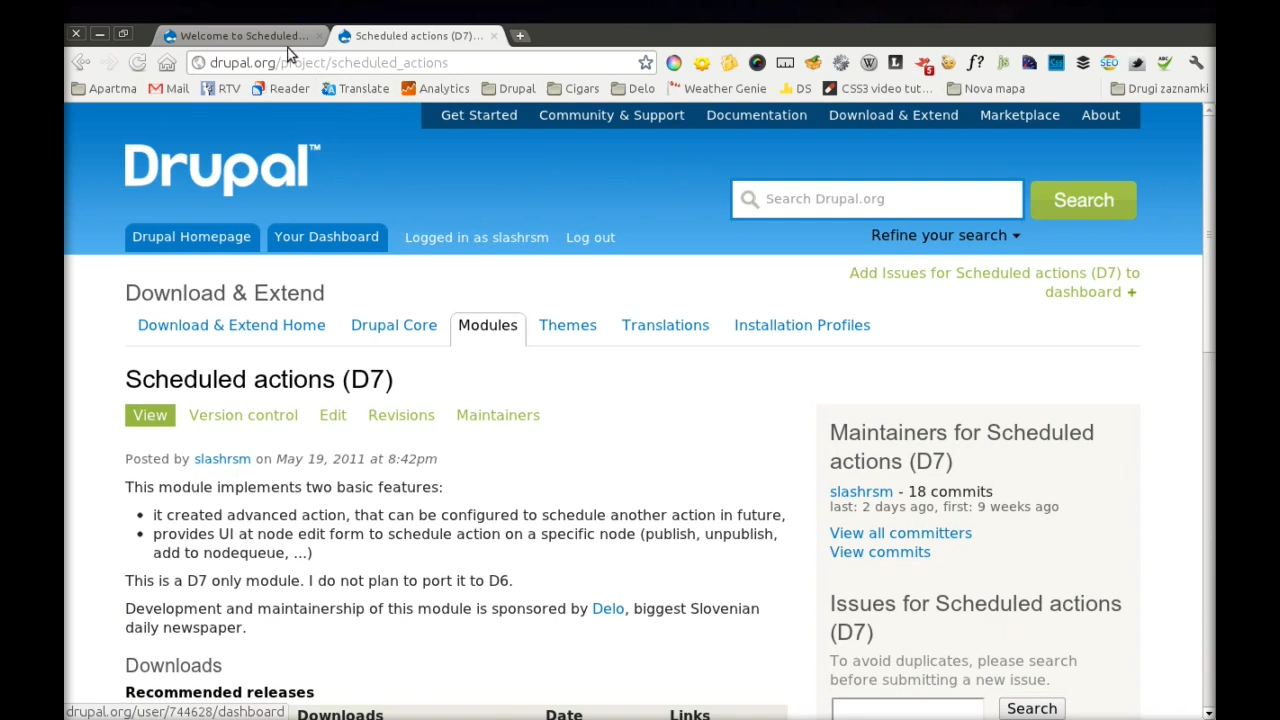 Welcome to Scheduled...
Scheduled actions (D7)...
drupal.org/project/scheduled_actions
5
f?
SEO
ABC
Apartma
Mail
RTV
Reader
Translate
Analytics
Drupal
Cigars
Delo
Weather Genie
DS
CSS3 video tut...
Nova mapa
Drugi zaznamki
Get Started
Community & Support
Documentation
Download & Extend
Marketplace
About
Drupal™
Search Drupal.org
Search
Refine your search
Drupal Homepage
Your Dashboard
Logged in as slashrsm
Log out
Add Issues for Scheduled actions (D7) to
dashboard +
Download & Extend
Download & Extend Home
Drupal Core
Modules
Themes
Translations
Installation Profiles
Scheduled actions (D7)
View
Version control
Edit
Revisions
Maintainers
Posted by slashrsm on May 19, 2011 at 8:42pm
This module implements two basic features:
• it created advanced action, that can be configured to schedule another action in future,
• provides UI at node edit form to schedule action on a specific node (publish, unpublish,
add to nodequeue, ...)
This is a D7 only module. I do not plan to port it to D6.
Development and maintainership of this module is sponsored by Delo, biggest Slovenian
daily newspaper.
Downloads
Recommended releases
Downloads
Date
Links
Maintainers for Scheduled
actions (D7)
slashrsm - 18 commits
last: 2 days ago, first: 9 weeks ago
View all committers
View commits
Issues for Scheduled actions
(D7)
To avoid duplicates, please search
before submitting a new issue.
Search
drupal.org/user/744628/dashboard